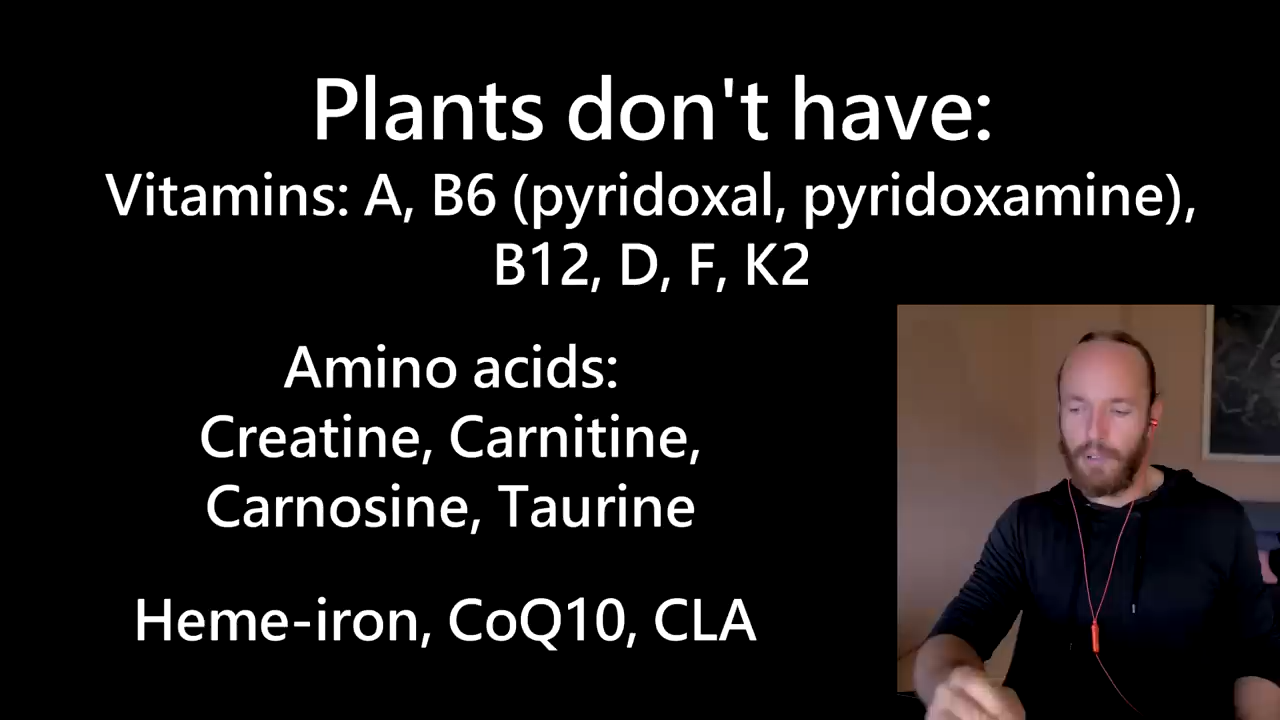 Plants don't have:
Vitamins: A, B6 (pyridoxal, pyridoxamine),
B12, D, F, K2
Amino acids:
Creatine, Carnitine,
Carnosine, Taurine
Heme-iron, CoQ10, CLA